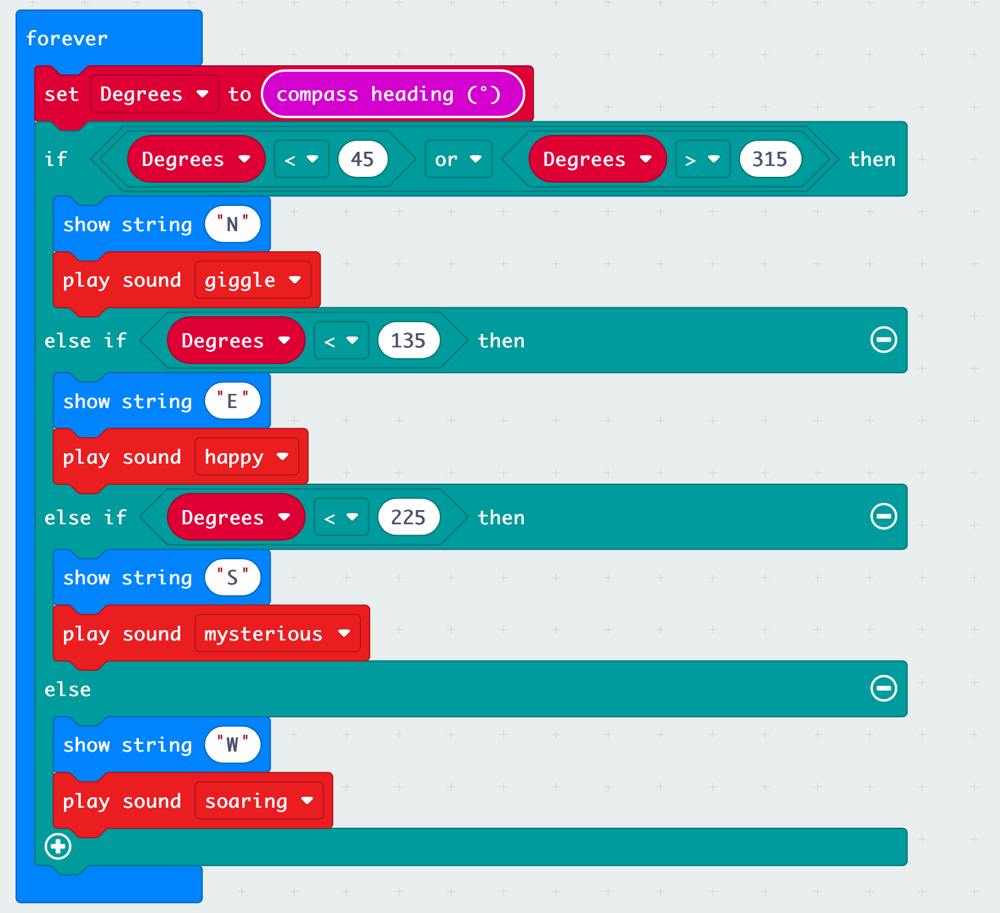 forever
set Degrees to compass heading (°)
if Degrees < 45 or Degrees > 315 then
show string "N"
play sound giggle
else if Degrees < 135 then
show string "E"
play sound happy
else if Degrees < 225 then
show string "S"
play sound mysterious
else
show string "W"
play sound soaring